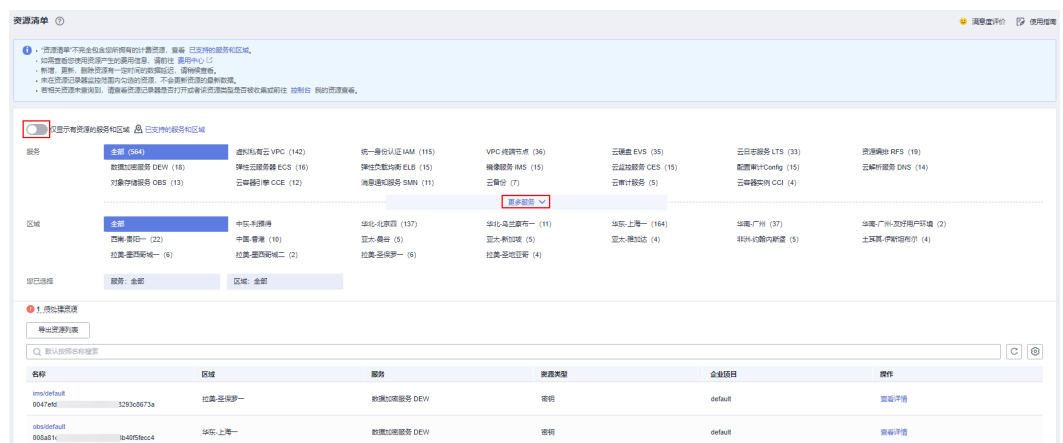 资源清单
满意度评价 使用指南
"资源清单"不完全包含您所拥有的计费资源，查看 已支持的服务和区域。
如需查看您使用资源产生的费用信息，请前往 费用中心
新增、更新、删除资源有一定时间的数据延迟，请稍候查看。
未在资源记录器监控范围内勾选的资源，不会更新资源的最新数据。
若相关资源未查询到，请查看资源记录器是否打开或者该资源类型是否被收集或前往 控制台 我的资源查看。
仅显示有资源的服务和区域 已支持的服务和区域
服务 全部 (564) 虚拟私有云 VPC (142) 统一身份认证 IAM (115) VPC 终端节点 (36) 云硬盘 EVS (35) 云日志服务 LTS (33) 资源编排 RFS (19)
数据加密服务 DEW (18) 弹性云服务器 ECS (16) 弹性负载均衡 ELB (15) 镜像服务 IMS (15) 云监控服务 CES (15) 配置审计Config (15) 云解析服务 DNS (14)
对象存储服务 OBS (13) 云容器引擎 CCE (12) 消息通知服务 SMN (11) 云备份 (7) 云审计服务 (5) 云容器实例 CCI (4)
更多服务
区域 全部 中东-利雅得 华北-北京四 (137) 华北-乌兰察布一 (11) 华东-上海一 (164) 华南-广州 (37) 华南-广州-友好用户环境 (2)
西南-贵阳一 (22) 中国-香港 (10) 亚太-曼谷 (5) 亚太-新加坡 (5) 亚太-雅加达 (4) 非洲-约翰内斯堡 (5) 土耳其-伊斯坦布尔 (4)
拉美-墨西哥城一 (6) 拉美-墨西哥城二 (2) 拉美-圣保罗一 (6) 拉美-圣地亚哥 (4)
您已选择 服务: 全部 区域: 全部
1 项处理资源
导出资源列表
默认按照名称搜索
名称 区域 服务 资源类型 企业项目 操作
ims/default
0047efd 3293c8673a 拉美-圣保罗一 数据加密服务 DEW 密钥 default 查看详情
obs/default
008a81c b40f5fecc4 华东-上海一 数据加密服务 DEW 密钥 default 查看详情